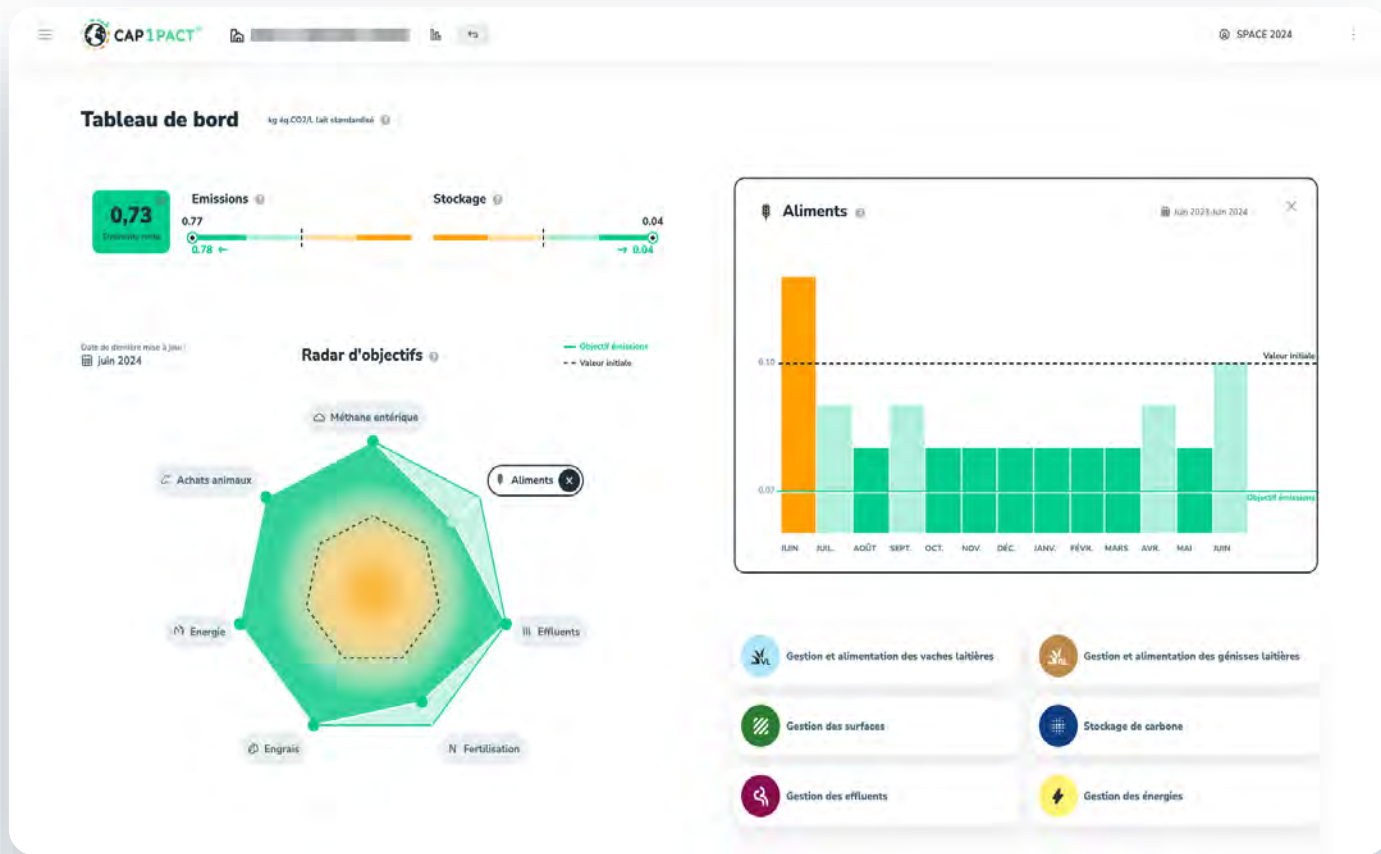 CAP1PACT®
SPACE 2024
Tableau de bord
kg éq.CO2/L lait standardisé
0,73
Emissions
0.77
0.78 ←
Stockage
0.04
→ 0.04
Date de dernière mise à jour :
juin 2024
Radar d'objectifs
Objectif émissions
Valeur initiale
Méthane entérique
Achats animaux
Aliments
Energie
Effluents
Engrais
N Fertilisation
Aliments
Juin 2023-Juin 2024
0.10
Valeur initiale
0.07
Objectif émissions
JUIN JUIL. AOÛT SEPT. OCT. NOV. DÉC. JANV. FÉVR. MARS AVR. MAI JUIN
VL Gestion et alimentation des vaches laitières
GL Gestion et alimentation des génisses laitières
Gestion des surfaces
Stockage de carbone
Gestion des effluents
Gestion des énergies